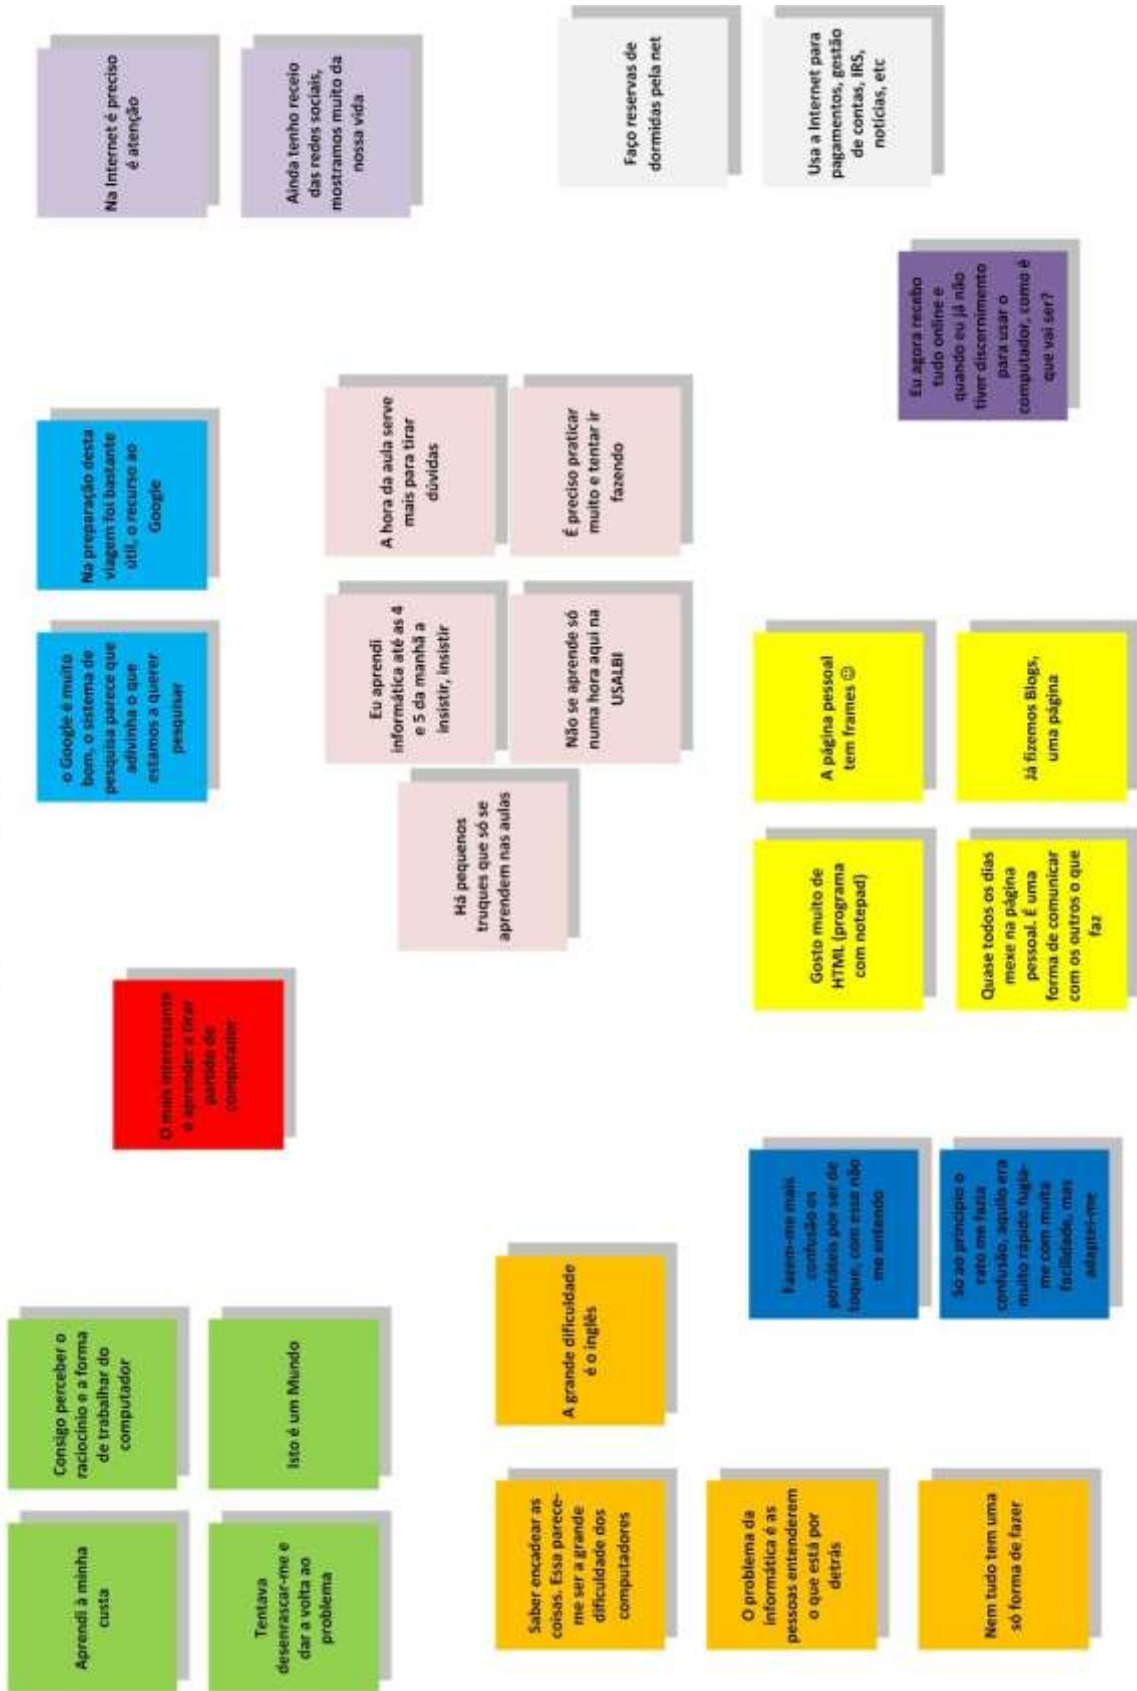 Aprendi à minha
custa
Consigo perceber o
raciocínio e a forma
de trabalhar do
computador
Tentava
desenrascar-me e
dar a volta ao
problema
Isto é um Mundo
O mais interessante
é aprender a tirar
partido do
computador
o Google é muito
bom, o sistema de
pesquisa parece que
adivinha o que
estamos a querer
pesquisar
Na preparação desta
viagem foi bastante
útil, o recurso ao
Google
Na Internet é preciso
é atenção
Ainda tenho receio
das redes sociais,
mostramos muito da
nossa vida
Há pequenos
truques que só se
aprendem nas aulas
Eu aprendi
informática até as 4
e 5 da manhã a
insistir, insistir
A hora da aula serve
mais para tirar
dúvidas
Não se aprende só
numa hora aqui na
USALBI
É preciso praticar
muito e tentar ir
fazendo
Saber encadear as
coisas. Essa parece-
me ser a grande
dificuldade dos
computadores
A grande dificuldade
é o inglês
O problema da
informática é as
pessoas entenderem
o que está por
detrás
Nem tudo tem uma
só forma de fazer
Fazem-me mais
confusão os
portáteis por ser de
toque, com esse não
me entendo
Só ao princípio o
rato me fazia
confusão, aquilo era
muito rápido fugia-
me com muita
facilidade, mas
adaptei-me
Gosto muito de
HTML (programa
com notepad)
A página pessoal
tem frames ☺
Quase todos os dias
mexe na página
pessoal. É uma
forma de comunicar
com os outros o que
faz
Já fizemos Blogs,
uma página
Faço reservas de
dormidas pela net
Usa a Internet para
pagamentos, gestão
de contas, IRS,
notícias, etc
Eu agora recebo
tudo online e
quando eu já não
tiver discernimento
para usar o
computador, como é
que vai ser?